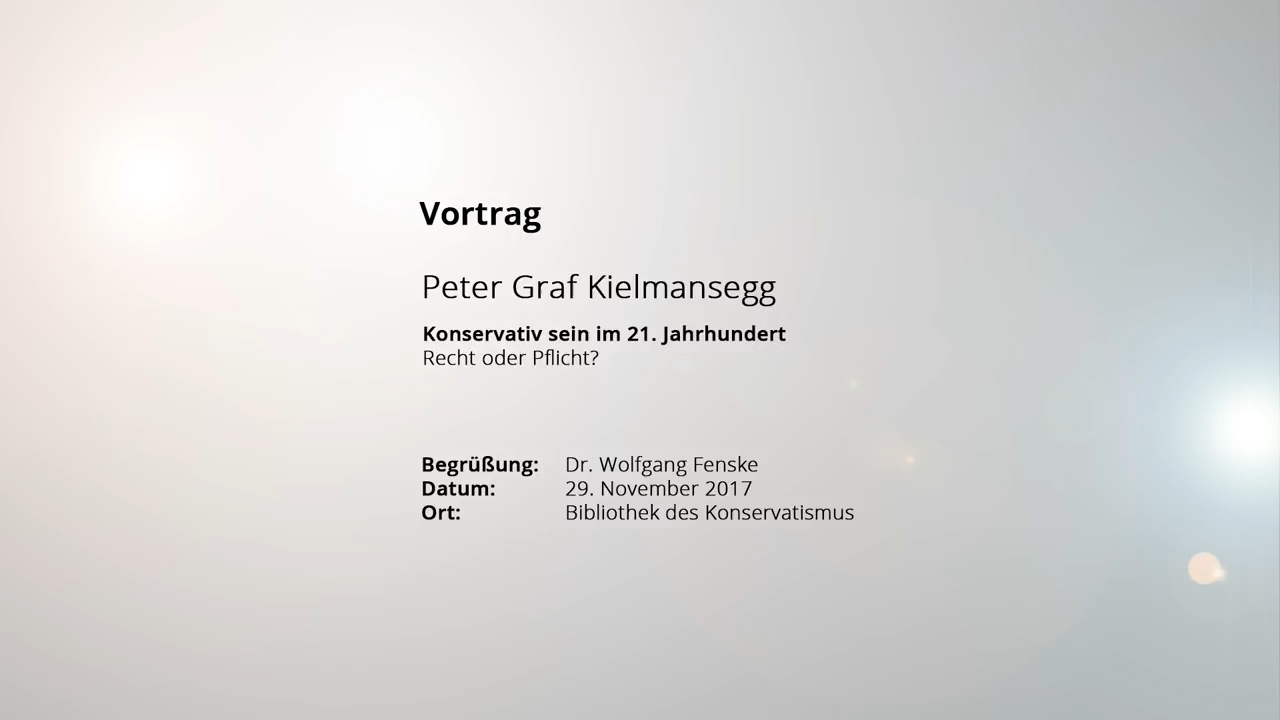 Vortrag
Peter Graf Kielmansegg
Konservativ sein im 21. Jahrhundert
Recht oder Pflicht?
Begrüßung: Dr. Wolfgang Fenske
Datum: 29. November 2017
Ort: Bibliothek des Konservatismus